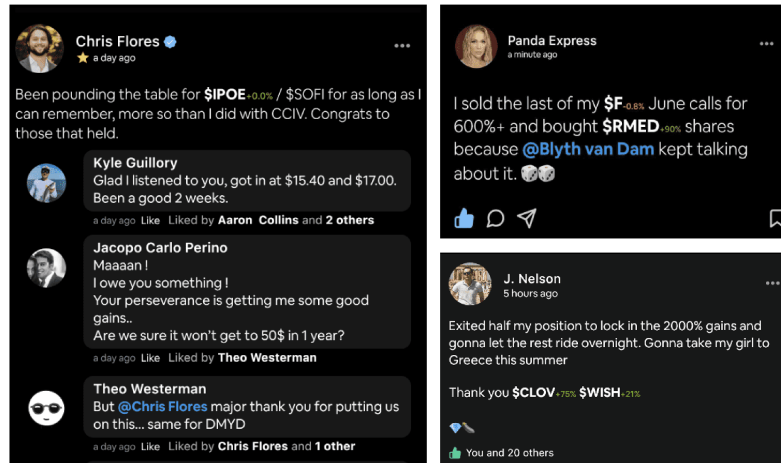 Chris Flores
a day ago
Been pounding the table for $IPOE+0.0% / $SOFI for as long as I
can remember, more so than I did with CCIV. Congrats to
those that held.
Kyle Guillory
Glad I listened to you, got in at $15.40 and $17.00.
Been a good 2 weeks.
a day ago Like Liked by Aaron Collins and 2 others
Jacopo Carlo Perino
Maaaan !
I owe you something !
Your perseverance is getting me some good
gains..
Are we sure it won't get to 50$ in 1 year?
a day ago Like Liked by Theo Westerman
Theo Westerman
But @Chris Flores major thank you for putting us
on this... same for DMYD
a day ago Like Liked by Chris Flores and 1 other
Panda Express
a minute ago
I sold the last of my $F-0.8% June calls for
600%+ and bought $RMED+90% shares
because @Blyth van Dam kept talking
about it. 🎲🎲
J. Nelson
5 hours ago
Exited half my position to lock in the 2000% gains and
gonna let the rest ride overnight. Gonna take my girl to
Greece this summer
Thank you $CLOV+75% $WISH+21%
You and 20 others